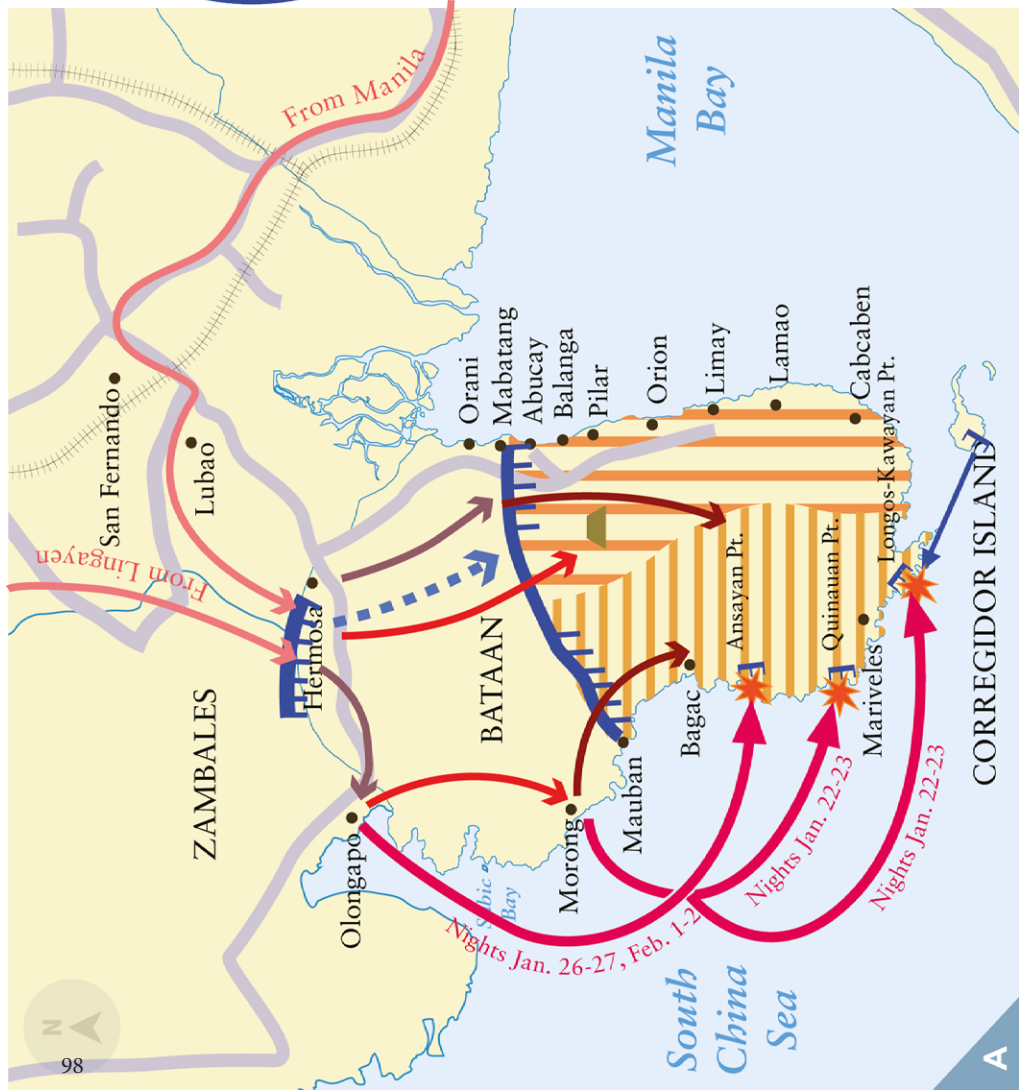 From Manila
Manila
Bay
San Fernando
Lubao
From Lingayen
Orani
Mabatang
Abucay
Balanga
Pilar
Orion
Limay
Lamao
Cabcaben
Longos-Kawayan Pt.
Hermosa
ZAMBALES
BATAAN
Ansayan Pt.
Quinauan Pt.
Bagac
Mariveles
CORREGIDOR ISLAND
Mauban
Morong
Olongapo
Subic
Bay
Nights Jan. 26-27, Feb. 1-2
Nights Jan. 22-23
Nights Jan. 22-23
South
China
Sea
N
98
A